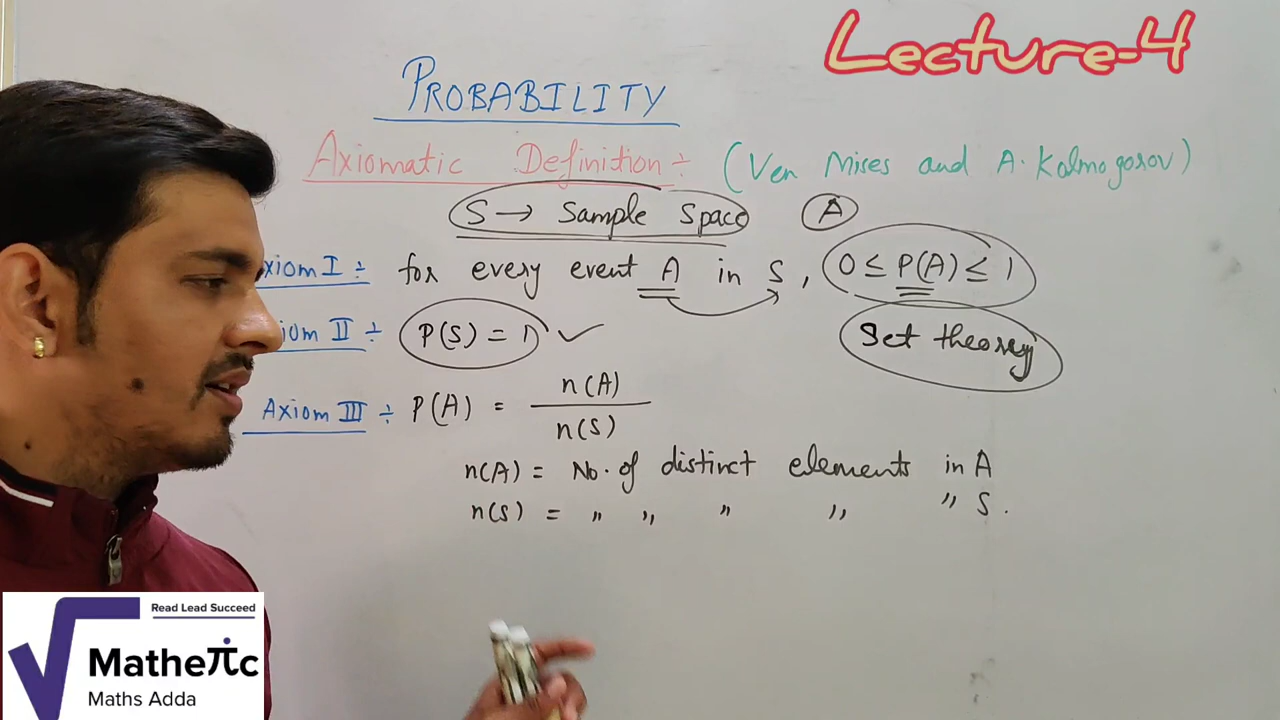 Lecture-4
PROBABILITY
Axiomatic Definition ÷ (Ven Mises and A. Kolmogorov)
S → Sample Space A
xiom I ÷ for every event A in S, 0 ≤ P(A) ≤ 1
iom II ÷ P(S) = 1 ✓ Set theory
Axiom III ÷ P(A) = n(A) / n(S)
n(A) = No. of distinct elements in A
n(S) = " " " " " S.
Read Lead Succeed
Matheπc
Maths Adda